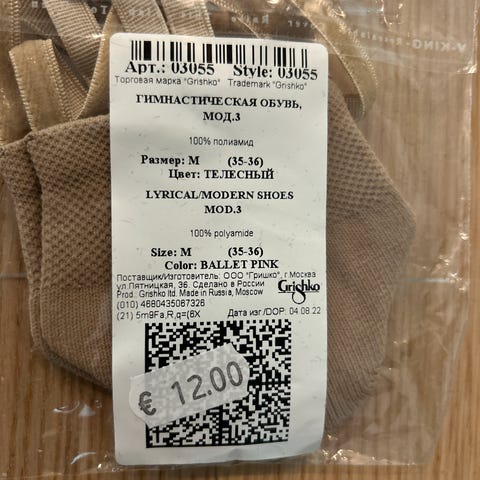 Арт.: 03055 Style: 03055
Торговая марка "Grishko" Trademark "Grishko"
ГИМНАСТИЧЕСКАЯ ОБУВЬ,
МОД.3
100% полиамид
Размер: M (35-36)
Цвет: ТЕЛЕСНЫЙ
LYRICAL/MODERN SHOES
MOD.3
100% polyamide
Size: M (35-36)
Color: BALLET PINK
Поставщик/Изготовитель: ООО "Гришко", г.Москва
ул.Пятницкая, 36. Сделано в России
Prod.: Grishko ltd. Made in Russia, Moscow
Grishko
(010) 4680435067326
(21) 5m9Fa,R,q=(6X
Дата изг./DOP: 04.08.22
€ 12.00
V-KING